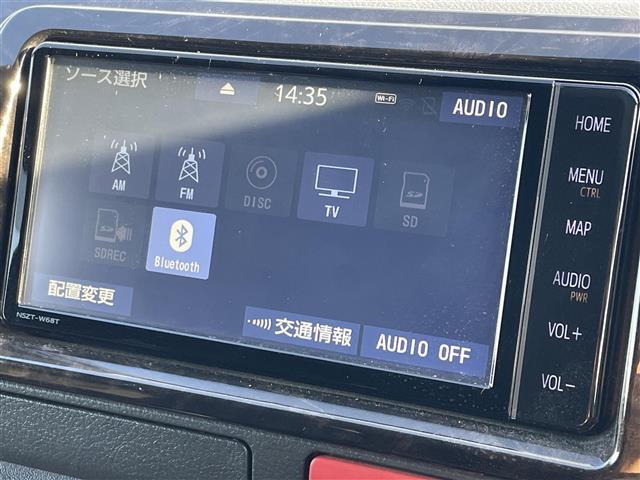 ソース選択
14:35
Wi-Fi
AUDIO
AM
FM
DISC
TV
SD
SDREC
Bluetooth
配置変更
交通情報
AUDIO OFF
NSZT-W68T
HOME
MENU
CTRL
MAP
AUDIO
PWR
VOL+
VOL-